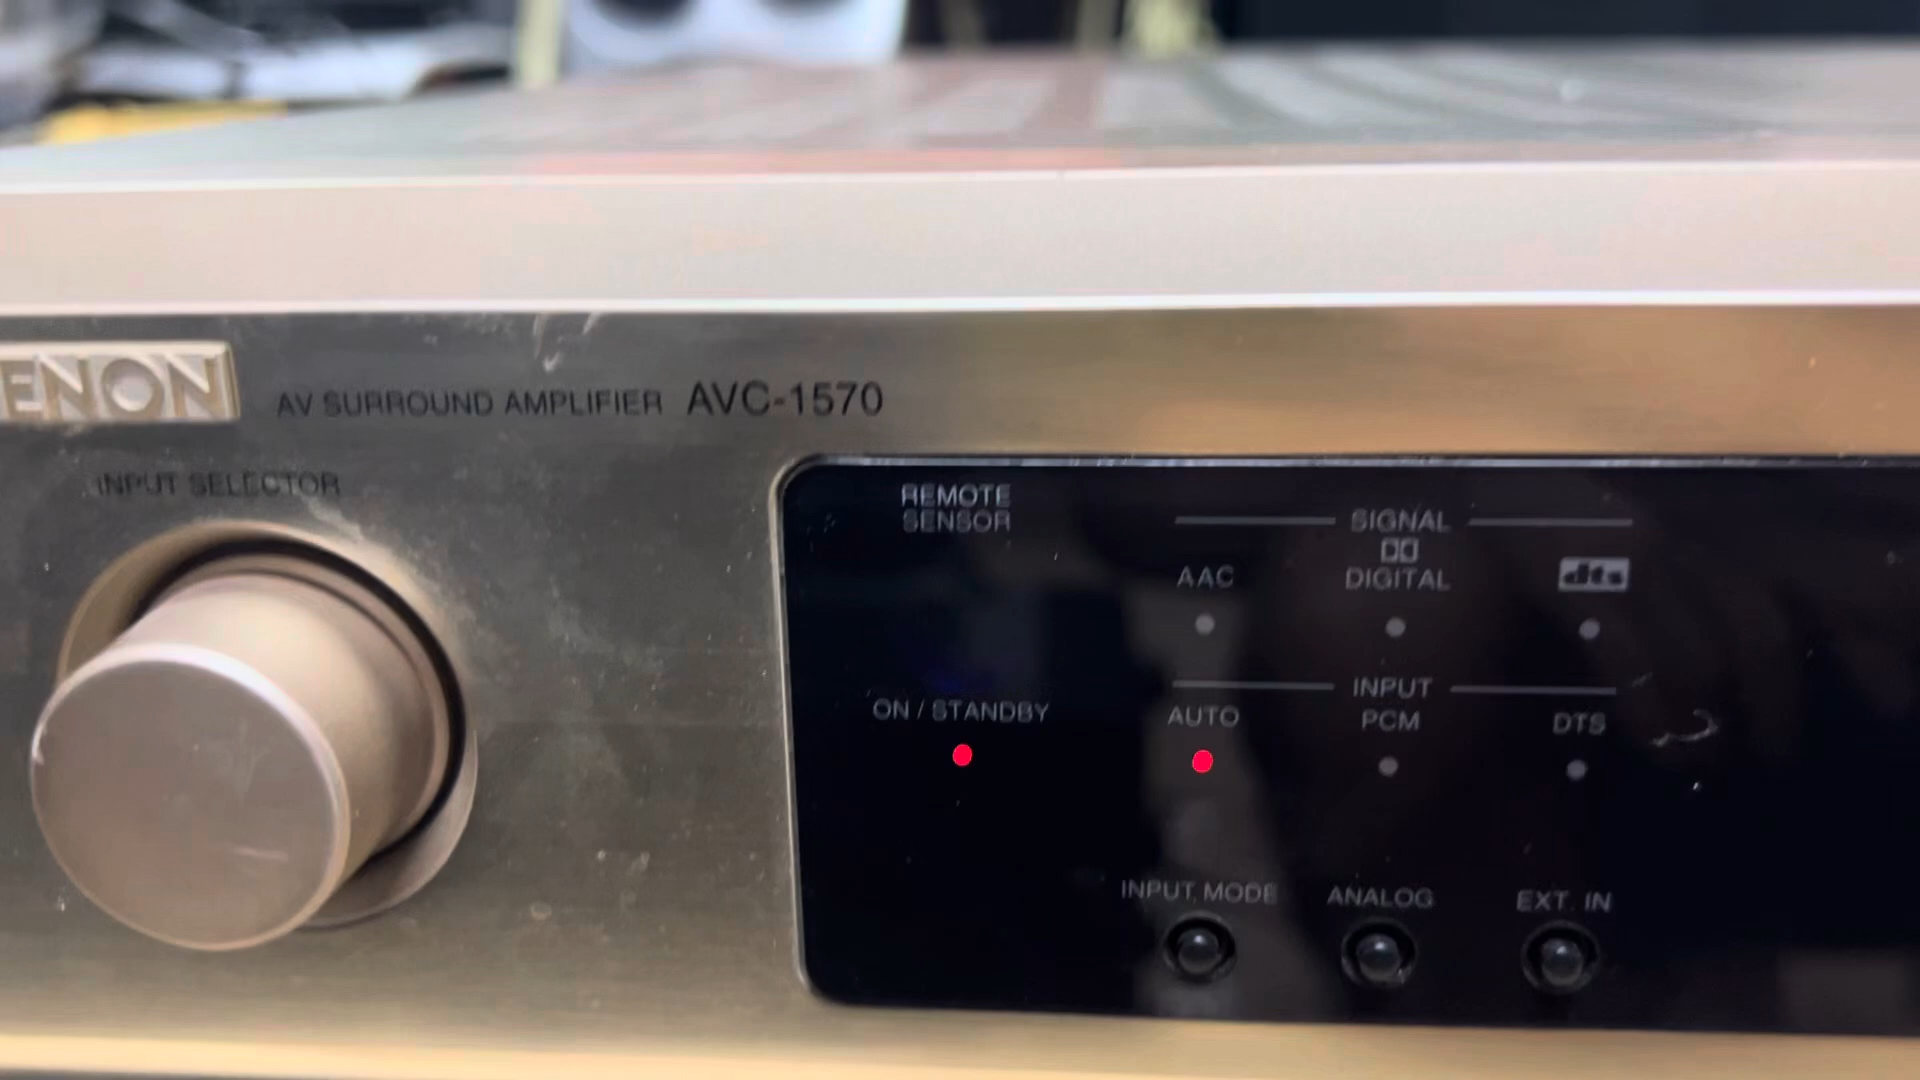 ENON
AV SURROUND AMPLIFIER AVC-1570
INPUT SELECTOR
REMOTE
SENSOR
SIGNAL
AAC
DIGITAL
dts
ON / STANDBY
INPUT
AUTO
PCM
DTS
INPUT MODE
ANALOG
EXT. IN